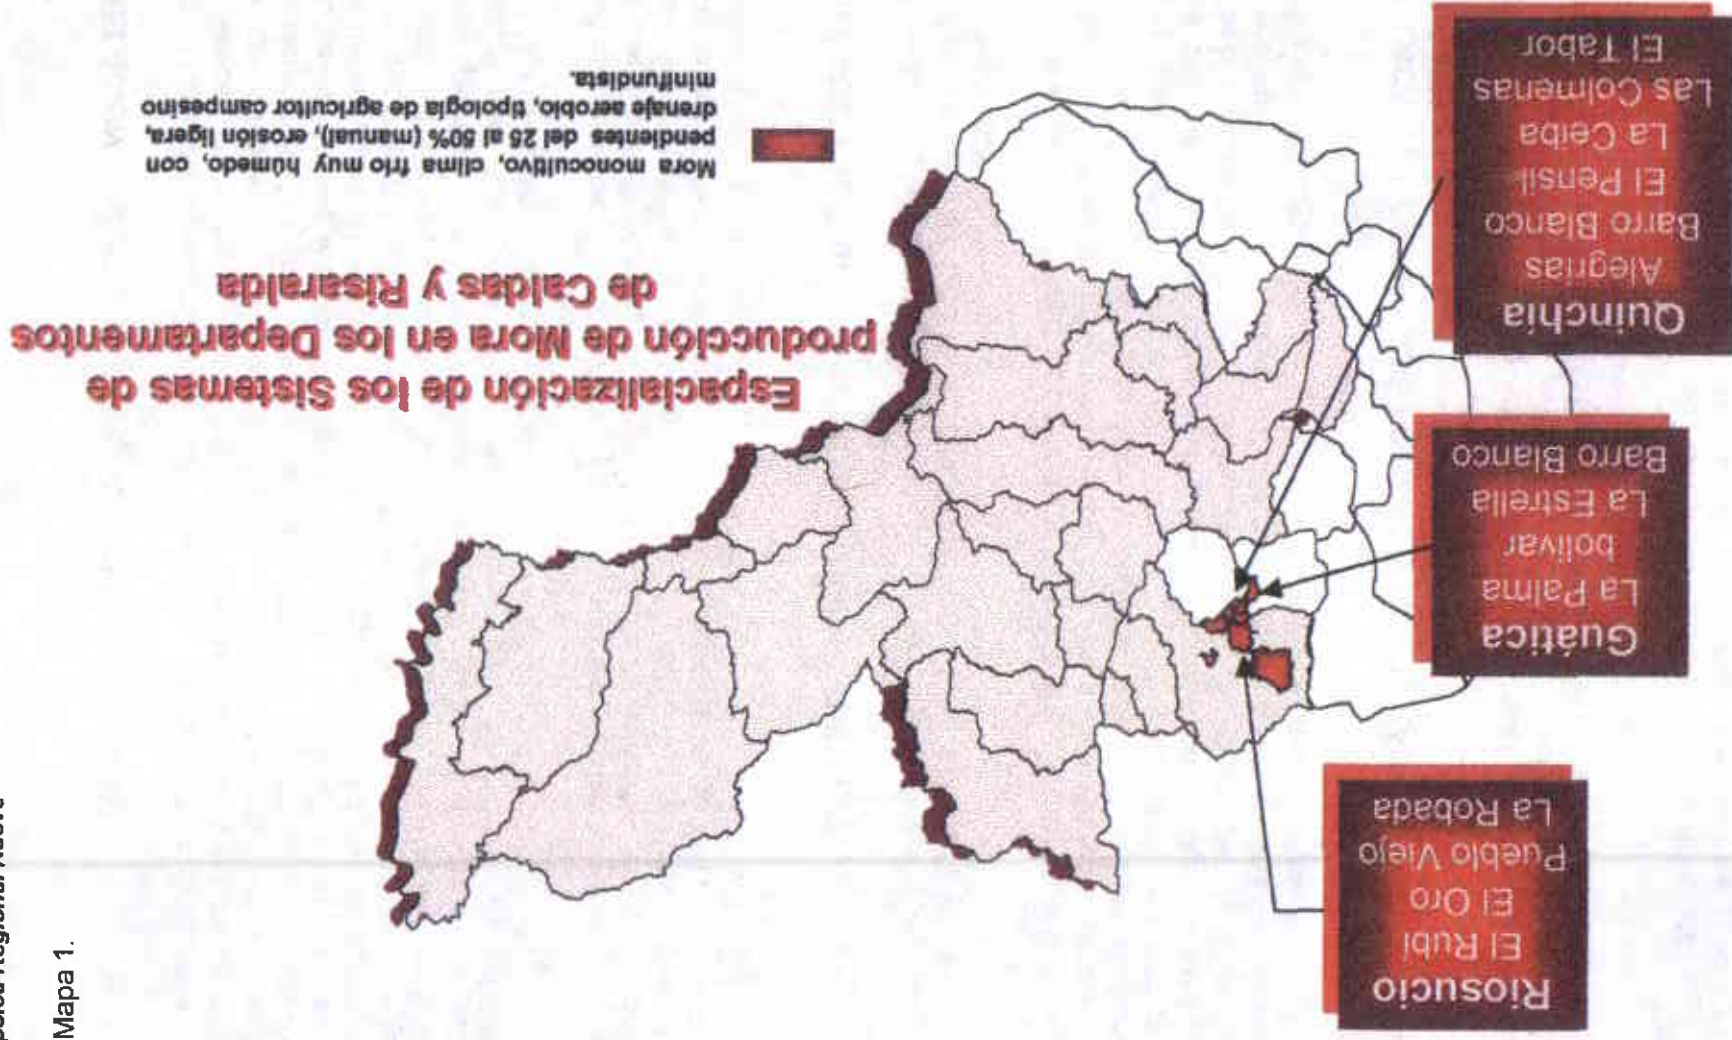 Mapa 1.
Riosucio
El Rubi
El Oro
Pueblo Viejo
La Robada
Guática
La Palma
bolivar
La Estrella
Barro Blanco
Quinchía
Alegrias
Barro Blanco
El Pensil
La Ceiba
Las Colmenas
El Tabor
Espacialización de los Sistemas de
producción de Mora en los Departamentos
de Caldas y Risaralda
Mora monocultivo, clima frío muy húmedo, con
pendientes del 25 al 50% (manual), erosión ligera,
drenaje aerobio, tipología de agricultor campesino
minifundista.